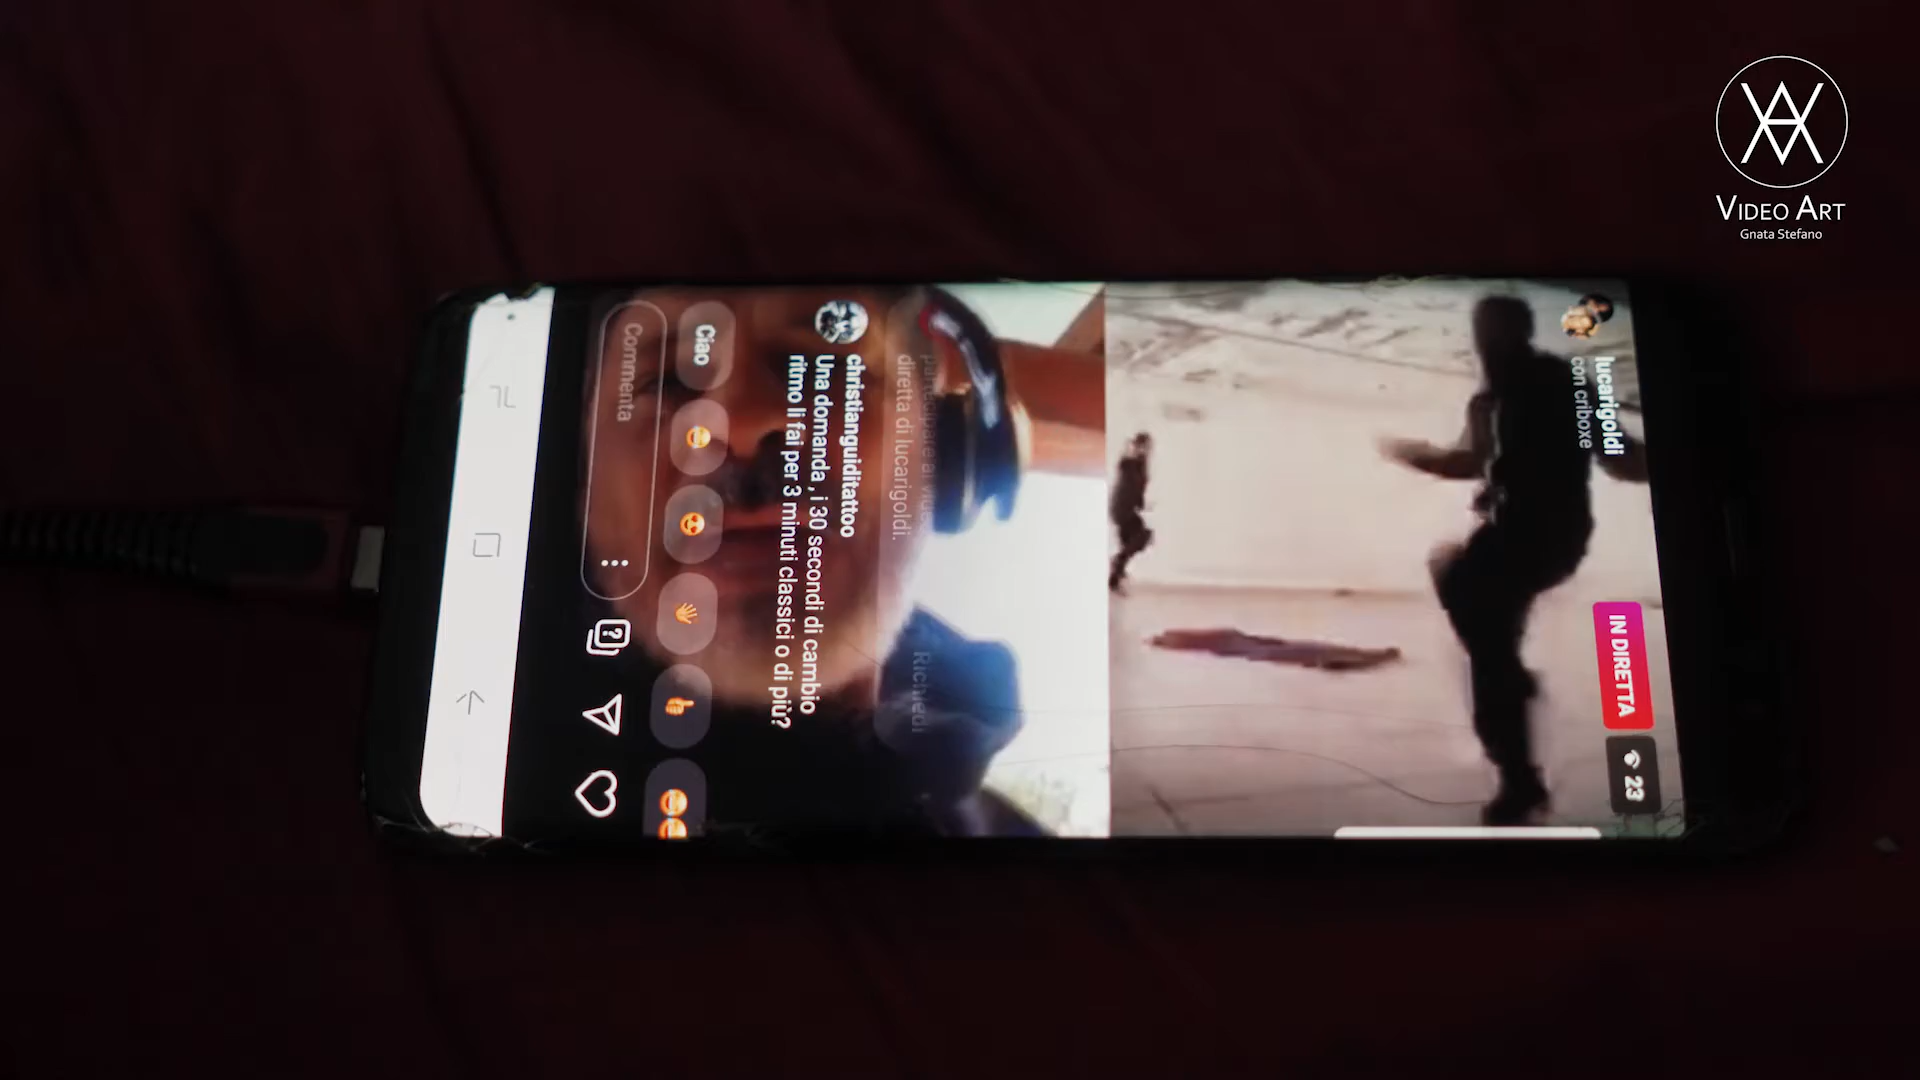 VIDEO ART
Gnata Stefano
lucarigoldi
con criboxe
IN DIRETTA
23
diretta di lucarigoldi.
Richiedi
christianguiditattoo
Una domanda , i 30 secondi di cambio
ritmo li fai per 3 minuti classici o di più?
Ciao
Commenta